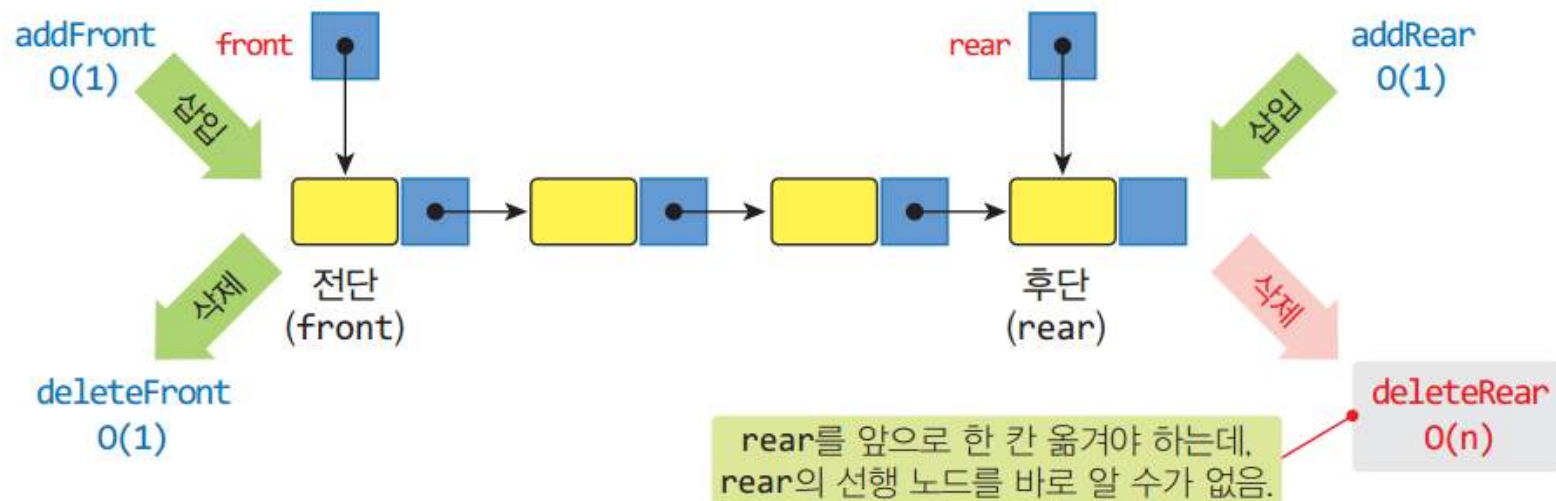 addFront
O(1)
front
rear
addRear
O(1)
삽입
삽입
삭제
전단
(front)
후단
(rear)
삭제
deleteFront
O(1)
deleteRear
O(n)
rear를 앞으로 한 칸 옮겨야 하는데,
rear의 선행 노드를 바로 알 수가 없음.